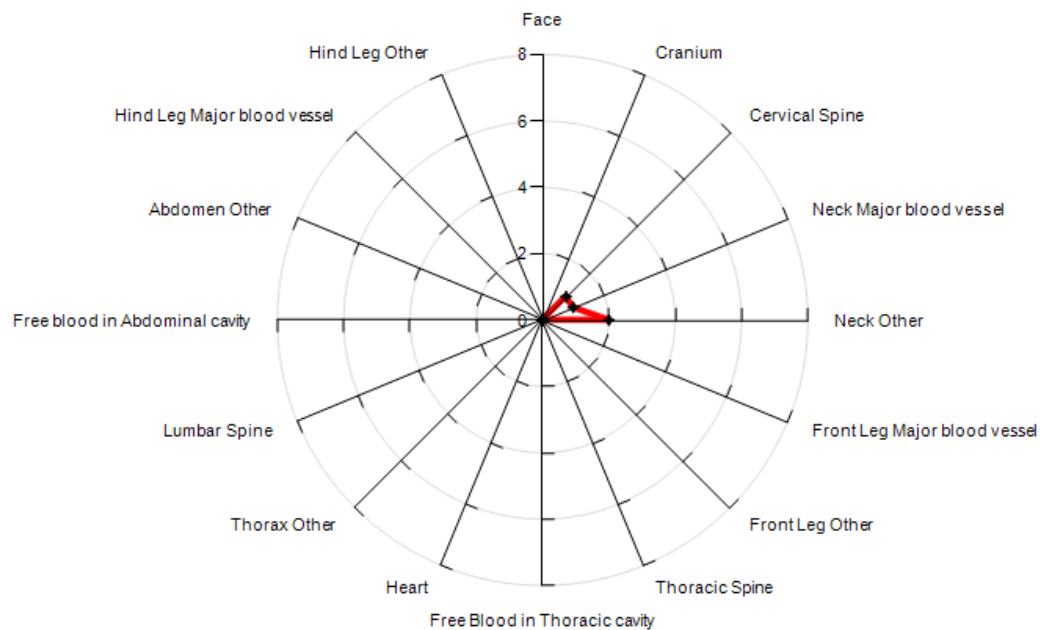 Face
Hind Leg Other
8
Cranium
Hind Leg Major blood vessel
6
Cervical Spine
Abdomen Other
4
Neck Major blood vessel
2
Free blood in Abdominal cavity
0
Neck Other
Lumbar Spine
Front Leg Major blood vessel
Thorax Other
Front Leg Other
Heart
Thoracic Spine
Free Blood in Thoracic cavity